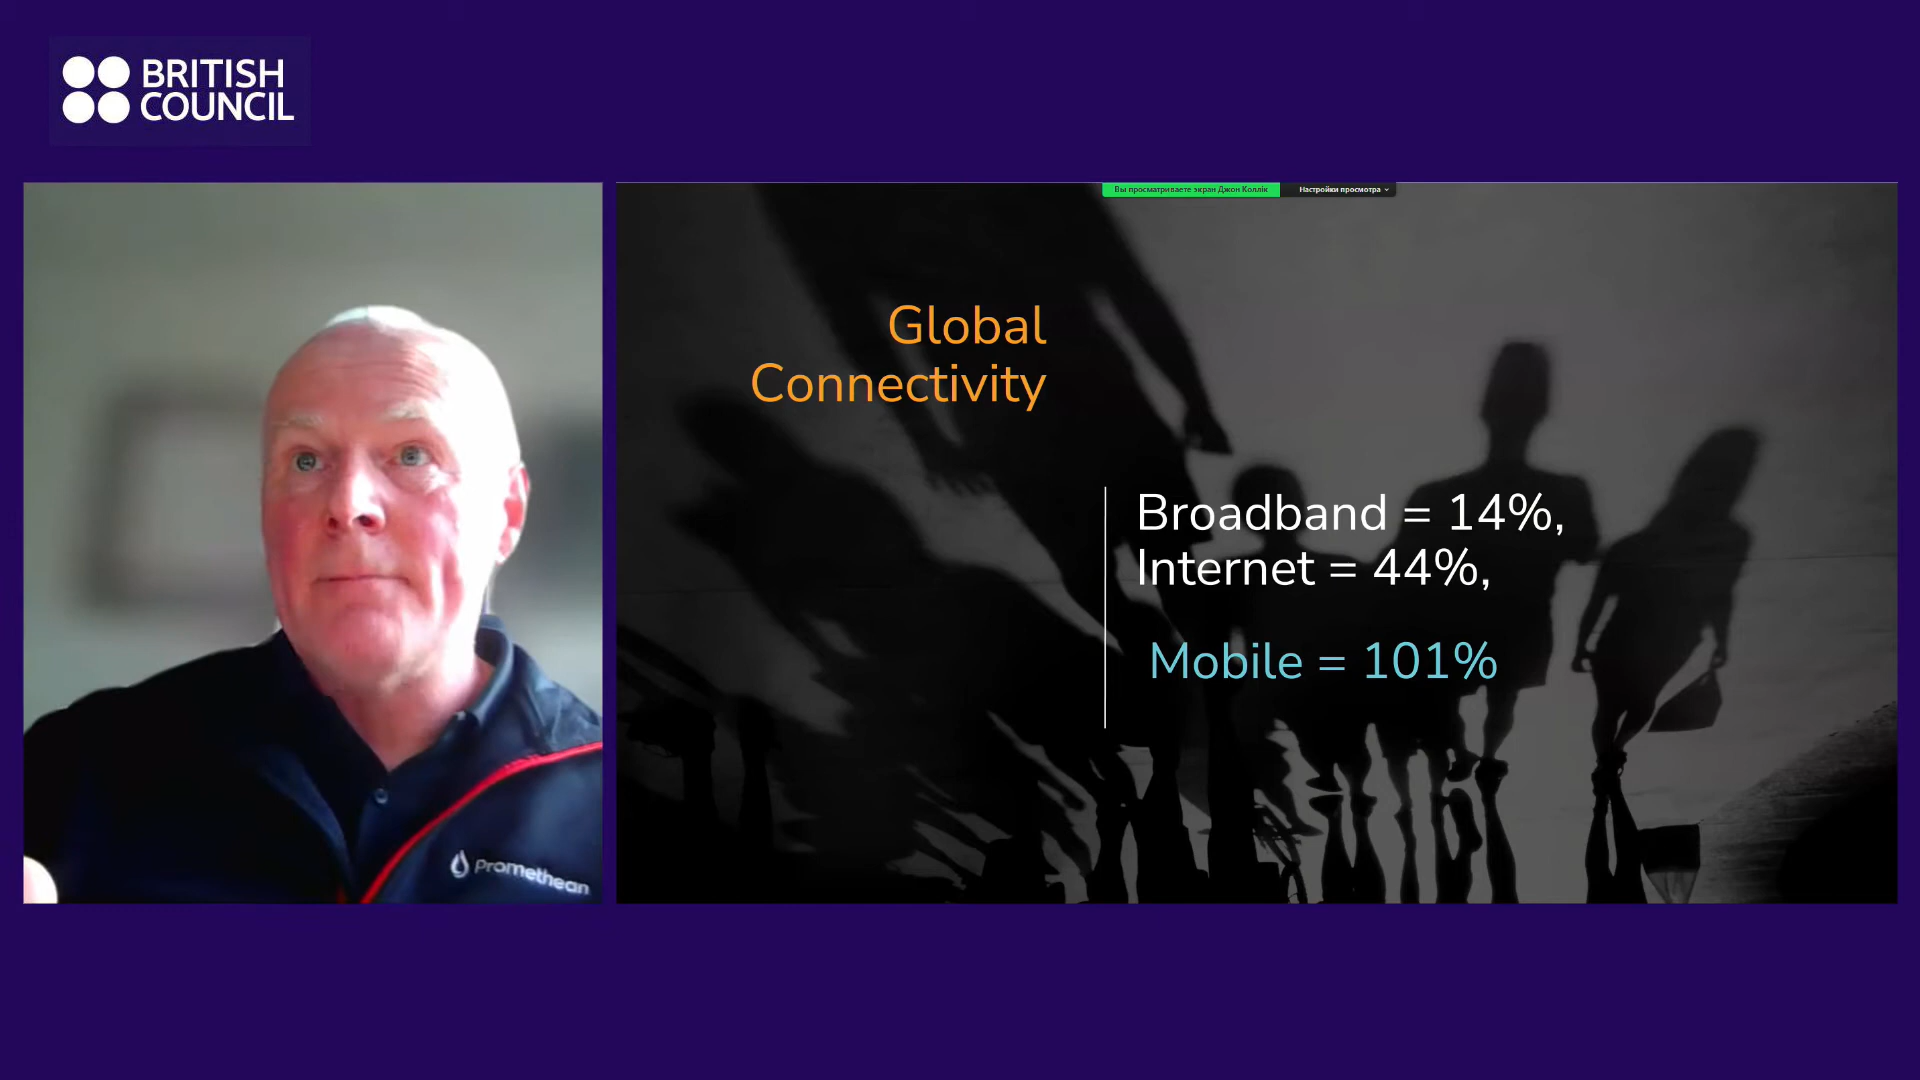 BRITISH
COUNCIL
Вы просматриваете экран Джон Коллік
Настройки просмотра
Global
Connectivity
Broadband = 14%,
Internet = 44%,
Mobile = 101%
Promethean